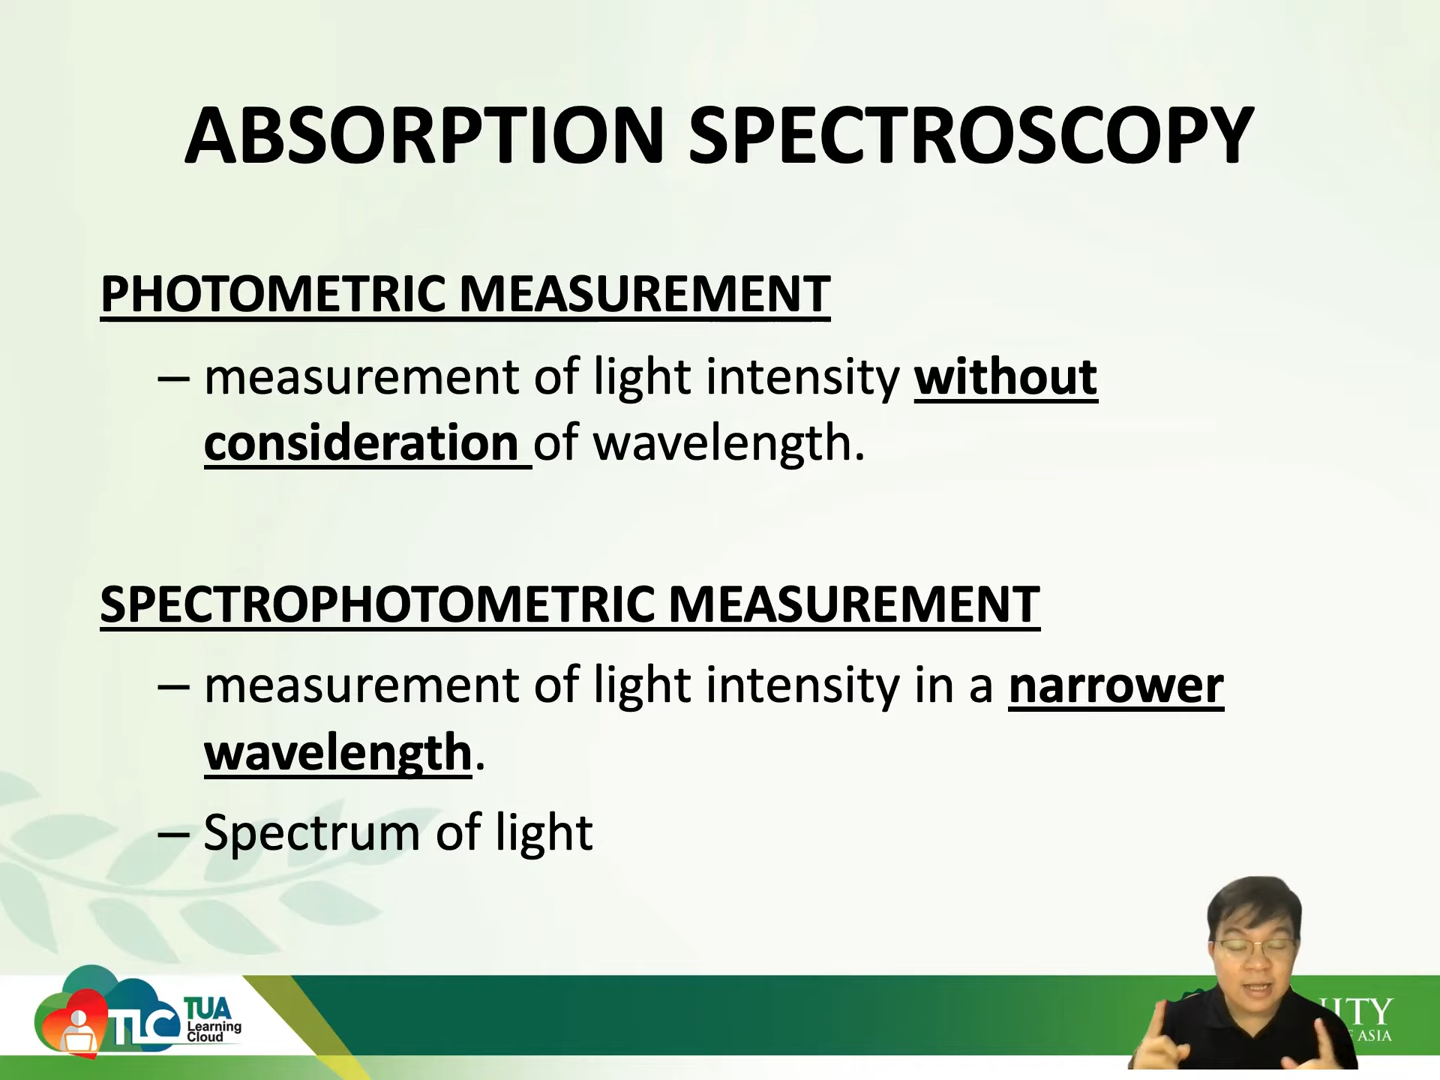 ABSORPTION SPECTROSCOPY
PHOTOMETRIC MEASUREMENT
– measurement of light intensity without
consideration of wavelength.
SPECTROPHOTOMETRIC MEASUREMENT
– measurement of light intensity in a narrower
wavelength.
– Spectrum of light
TLC
TUA
Learning
Cloud
ASIA